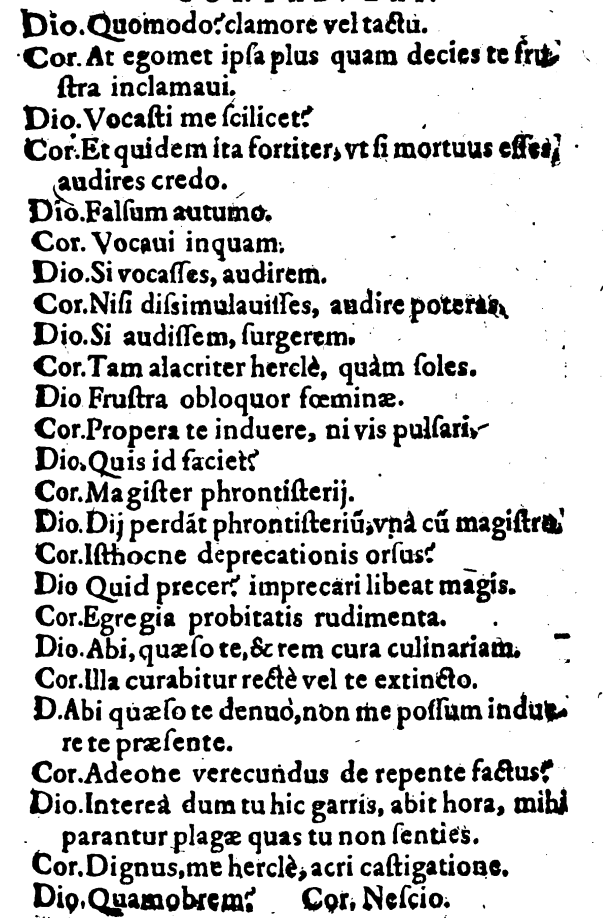 Dio.Quomodo? clamore vel tactu.
Cor. At egomet ipſa plus quam decies te fru-
ſtra inclamaui.
Dio.Vocaſti me ſcilicet?
Cor.Et quidem ita fortiter, vt ſi mortuus eſſes,
audires credo.
Dio.Falſum autumo.
Cor. Vocaui inquam.
Dio.Si vocaſſes, audirem.
Cor.Niſi diſsimulauiſſes, audire poteras,
Dio.Si audiſſem, ſurgerem.
Cor.Tam alacriter herclè, quàm ſoles.
Dio Fruſtra obloquor fœminæ.
Cor.Propera te induere, ni vis pulſari,
Dio.Quis id faciet?
Cor.Magiſter phrontiſterij.
Dio.Dij perdāt phrontiſteriū, vnà cū magiſtro.
Cor.Iſthocne deprecationis orſus?
Dio Quid precer? imprecari libeat magis.
Cor.Egregia probitatis rudimenta.
Dio.Abi, quæſo te, & rem cura culinariam.
Cor.Illa curabitur rectè vel te extincto.
D.Abi quæſo te denuò, non me poſſum indue-
re te præſente.
Cor.Adeone verecundus de repente factus?
Dio.Intereà dum tu hic garris, abit hora, mihi
parantur plagæ quas tu non ſenties.
Cor.Dignus, me herclè, acri caſtigatione.
Dio.Quamobrem? Cor. Neſcio.